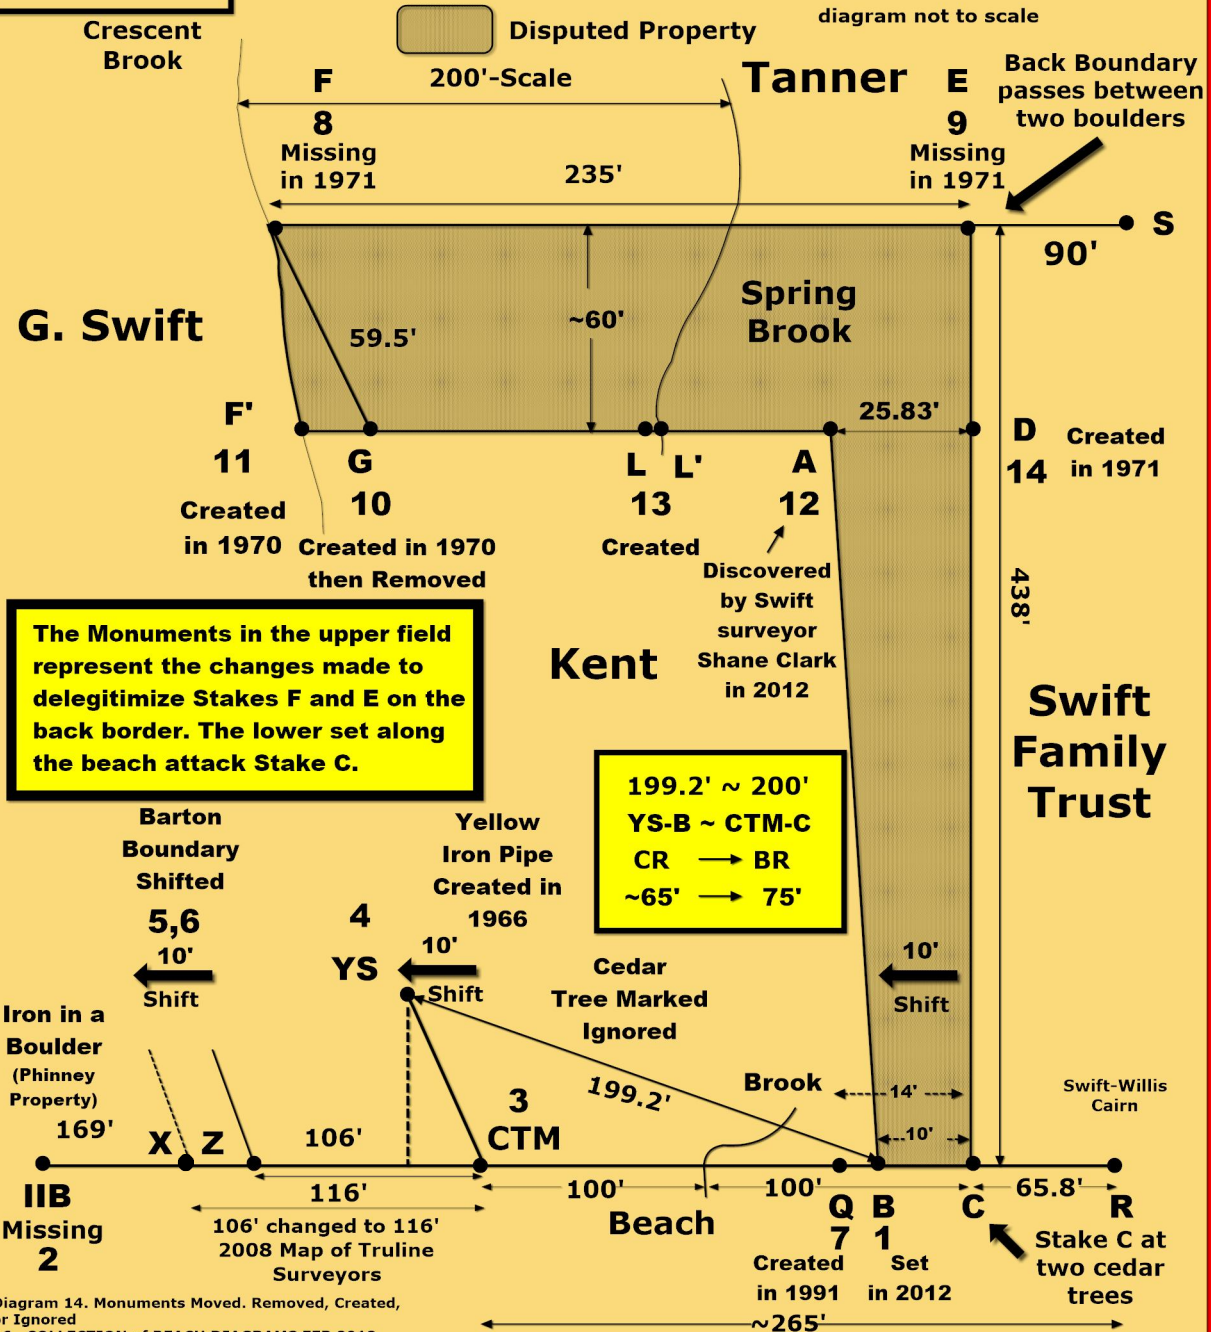 diagram not to scale
Crescent
Brook
Disputed Property
F
200'-Scale
Tanner
E
Back Boundary
passes between
two boulders
8
Missing
in 1971
9
Missing
in 1971
235'
S
90'
G. Swift
59.5'
~60'
Spring
Brook
F'
25.83'
11
G
L
L'
A
D
Created
in 1971
10
13
12
14
Created
in 1970
Created in 1970
then Removed
Created
Discovered
by Swift
surveyor
Shane Clark
in 2012
438'
The Monuments in the upper field
represent the changes made to
delegitimize Stakes F and E on the
back border. The lower set along
the beach attack Stake C.
Kent
Swift
Family
Trust
199.2' ~ 200'
YS-B ~ CTM-C
CR BR
~65' 75'
Barton
Boundary
Shifted
5,6
10'
Shift
Yellow
Iron Pipe
Created in
1966
4
YS
10'
Shift
Cedar
Tree Marked
Ignored
10'
Shift
Iron in a
Boulder
(Phinney
Property)
169'
X
Z
106'
3
CTM
199.2'
Brook
14'
10'
Swift-Willis
Cairn
IIB
Missing
2
116'
106' changed to 116'
2008 Map of Truline
Surveyors
100'
Beach
100'
65.8'
Q
B
C
R
7
1
Created
in 1991
Set
in 2012
Stake C at
two cedar
trees
~265'
Diagram 14. Monuments Moved. Removed, Created,
or Ignored